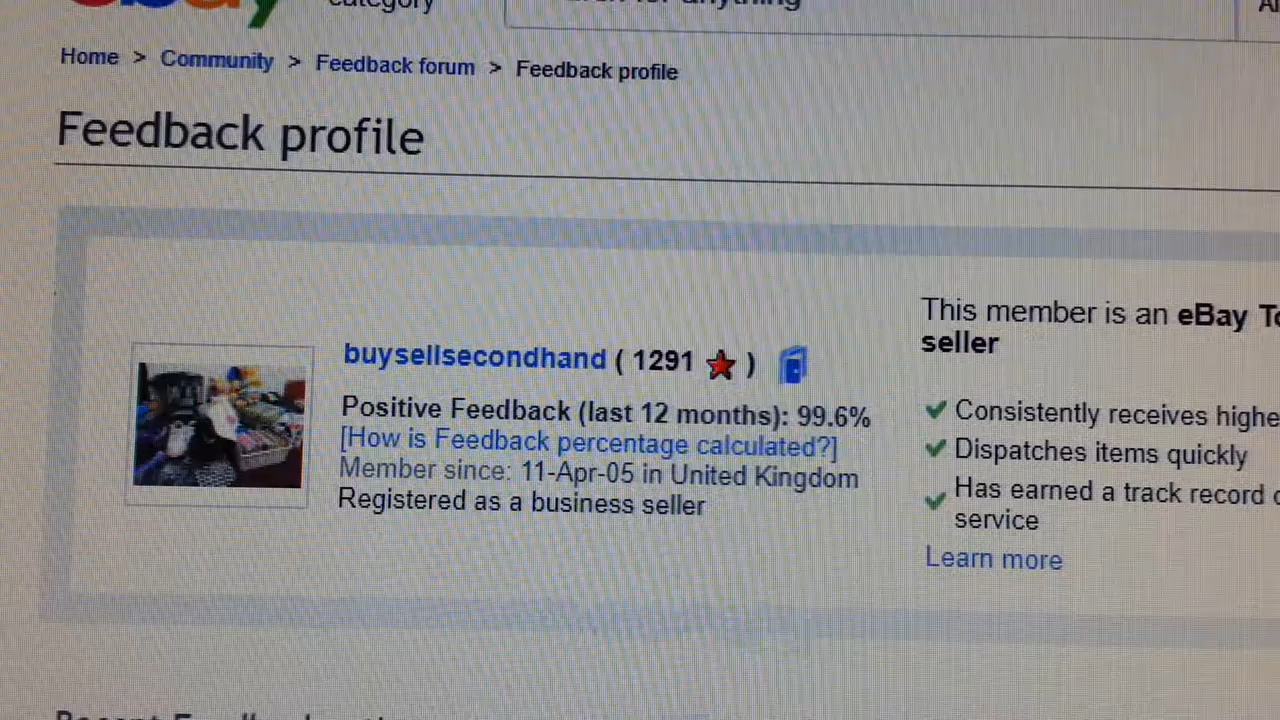 category
Home > Community > Feedback forum > Feedback profile
Feedback profile
This member is an eBay
seller
buysellsecondhand ( 1291 )
Positive Feedback (last 12 months): 99.6%
[How is Feedback percentage calculated?]
Member since: 11-Apr-05 in United Kingdom
Registered as a business seller
Consistently receives
Dispatches items quickly
Has earned a track record
service
Learn more